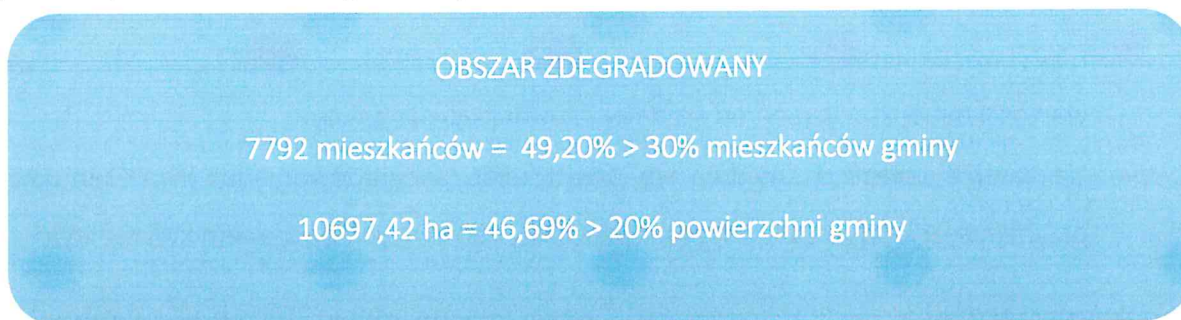 OBSZAR ZDEGRADOWANY
7792 mieszkańców = 49,20% > 30% mieszkańców gminy
10697,42 ha = 46,69% > 20% powierzchni gminy